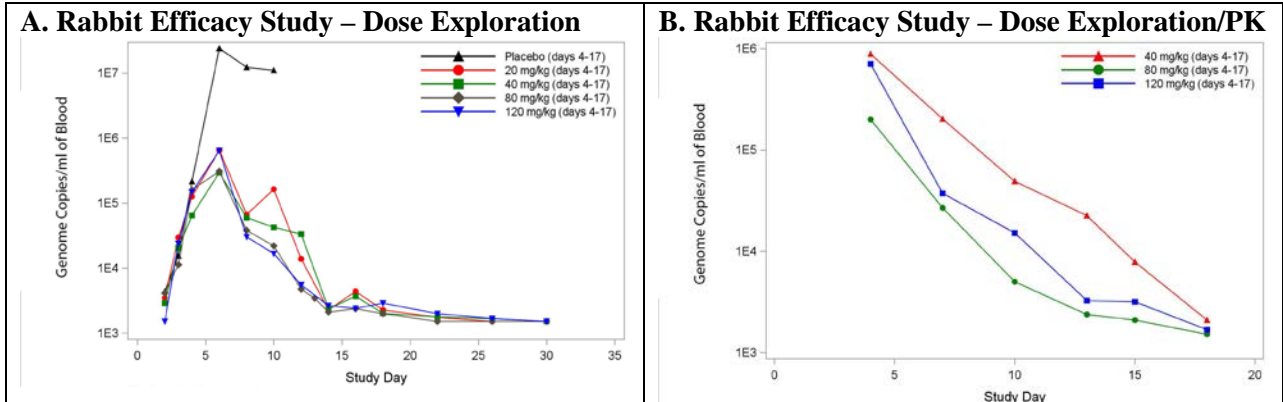 A. Rabbit Efficacy Study – Dose Exploration
Placebo (days 4-17)
20 mg/kg (days 4-17)
40 mg/kg (days 4-17)
80 mg/kg (days 4-17)
120 mg/kg (days 4-17)
Genome Copies/ml of Blood
1E7
1E6
1E5
1E4
1E3
0 5 10 15 20 25 30 35
Study Day
B. Rabbit Efficacy Study – Dose Exploration/PK
40 mg/kg (days 4-17)
80 mg/kg (days 4-17)
120 mg/kg (days 4-17)
Genome Copies/ml of Blood
1E6
1E5
1E4
1E3
0 5 10 15 20
Study Day